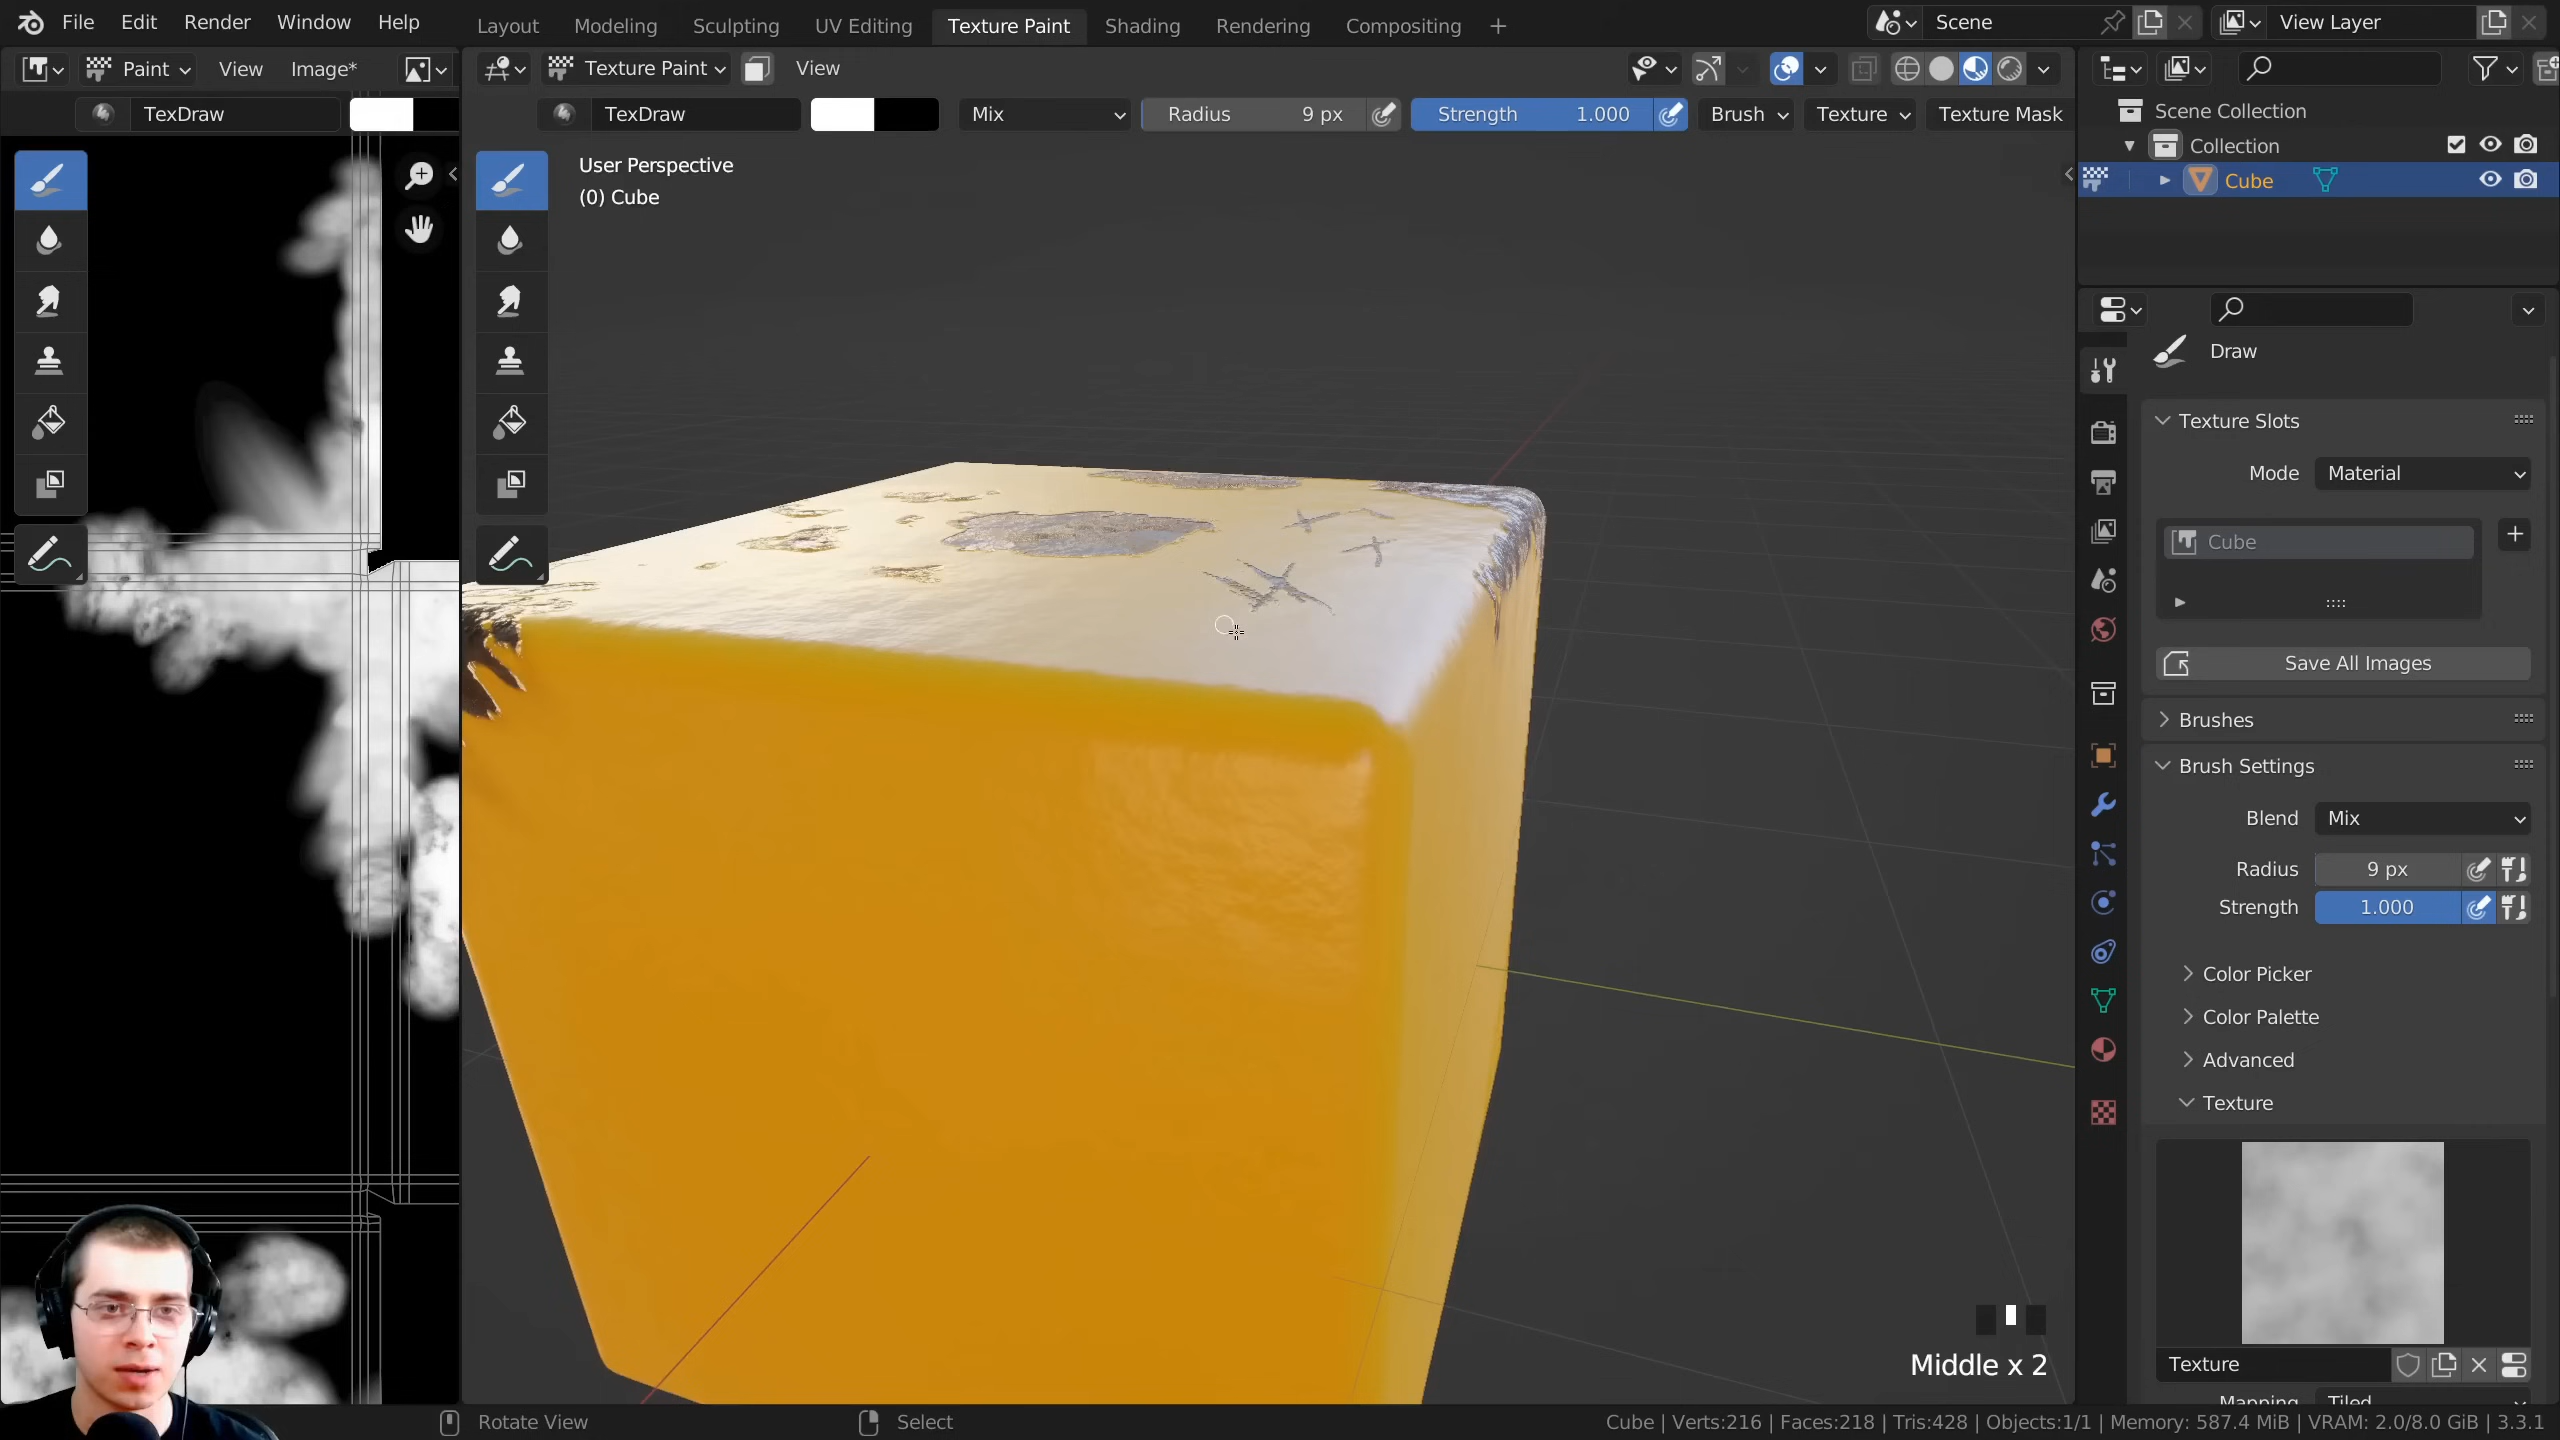 File Edit Render Window Help
Layout Modeling Sculpting UV Editing Texture Paint Shading Rendering Compositing +
Scene
View Layer
Paint View Image*
Texture Paint View
TexDraw
TexDraw
Mix
Radius 9 px
Strength 1.000
Brush Texture Texture Mask
User Perspective
(0) Cube
Scene Collection
Collection
Cube
Draw
Texture Slots
Mode Material
Cube
Save All Images
Brushes
Brush Settings
Blend Mix
Radius 9 px
Strength 1.000
Color Picker
Color Palette
Advanced
Texture
Texture
Mapping Tiled
Middle x 2
Rotate View
Select
Cube | Verts:216 | Faces:218 | Tris:428 | Objects:1/1 | Memory: 587.4 MiB | VRAM: 2.0/8.0 GiB | 3.3.1